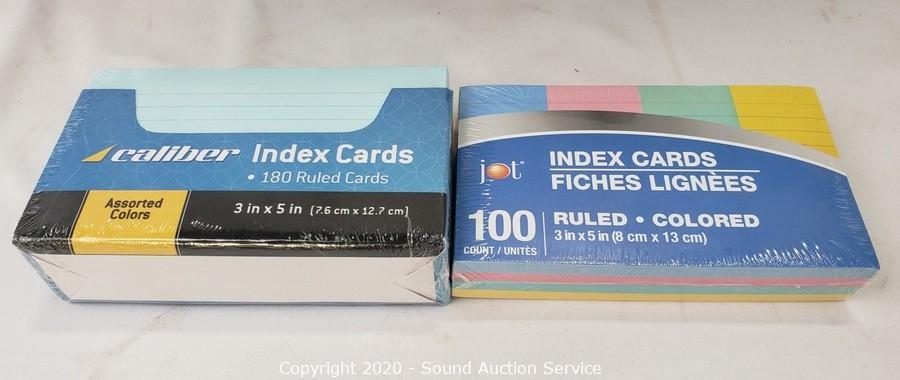 caliber Index Cards
• 180 Ruled Cards
Assorted
Colors
3 in x 5 in (7.6 cm x 12.7 cm)
jot
INDEX CARDS
FICHES LIGNÈES
100
COUNT / UNITÉS
RULED • COLORED
3 in x 5 in (8 cm x 13 cm)
Copyright 2020 - Sound Auction Service